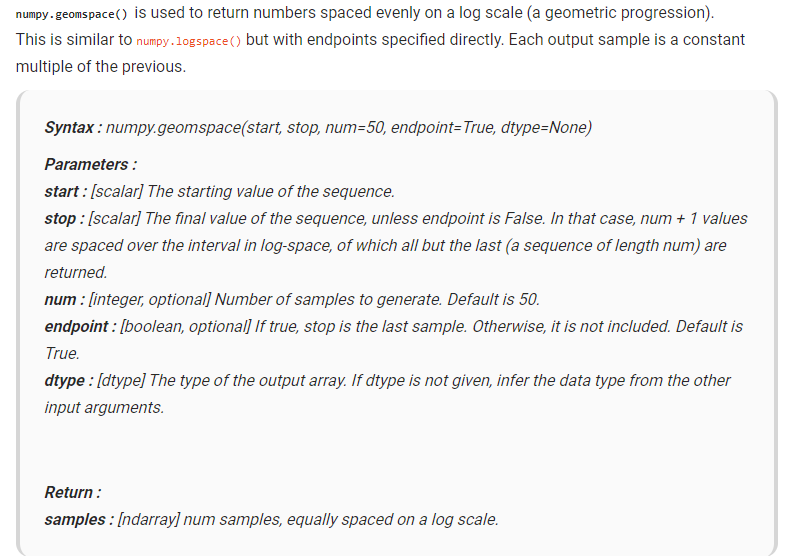 numpy.geomspace() is used to return numbers spaced evenly on a log scale (a geometric progression).
This is similar to numpy.logspace() but with endpoints specified directly. Each output sample is a constant
multiple of the previous.
Syntax : numpy.geomspace(start, stop, num=50, endpoint=True, dtype=None)
Parameters :
start : [scalar] The starting value of the sequence.
stop : [scalar] The final value of the sequence, unless endpoint is False. In that case, num + 1 values
are spaced over the interval in log-space, of which all but the last (a sequence of length num) are
returned.
num : [integer, optional] Number of samples to generate. Default is 50.
endpoint : [boolean, optional] If true, stop is the last sample. Otherwise, it is not included. Default is
True.
dtype : [dtype] The type of the output array. If dtype is not given, infer the data type from the other
input arguments.
Return :
samples : [ndarray] num samples, equally spaced on a log scale.